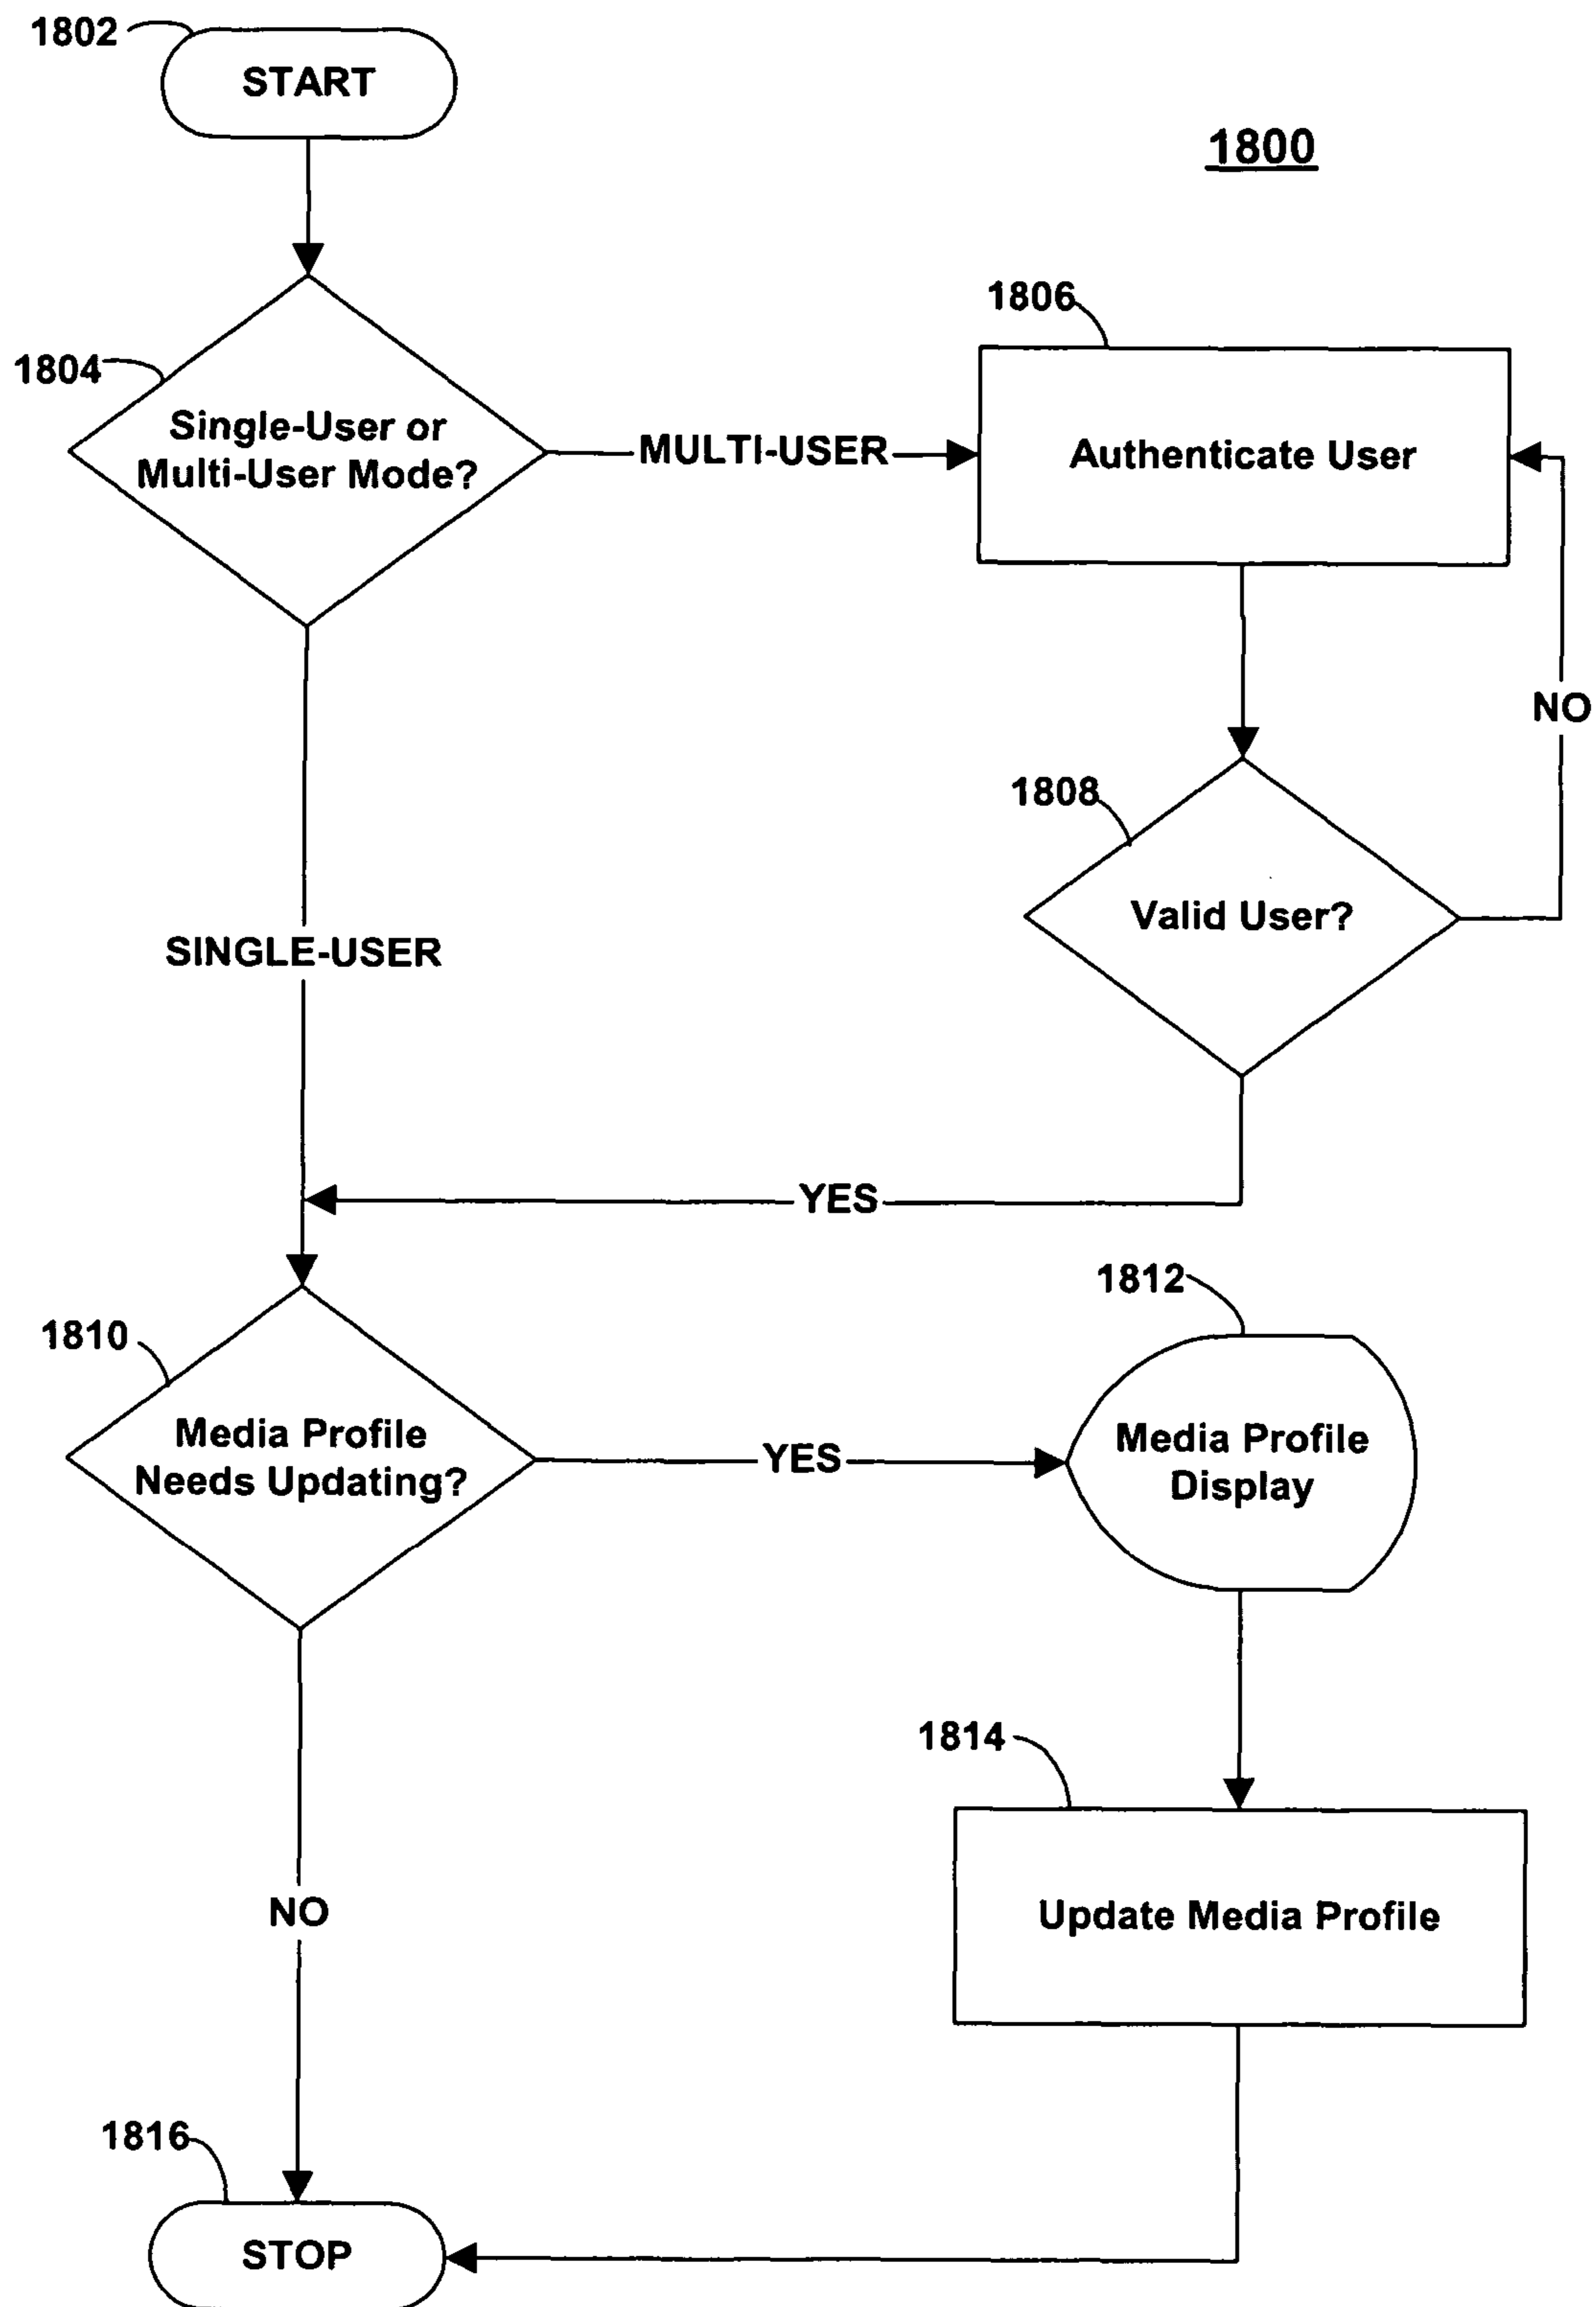 1802
START
1800
1804
Single-User or
Multi-User Mode?
MULTI-USER
1806
Authenticate User
NO
1808
Valid User?
SINGLE-USER
YES
1810
Media Profile
Needs Updating?
YES
1812
Media Profile
Display
1814
Update Media Profile
NO
1816
STOP